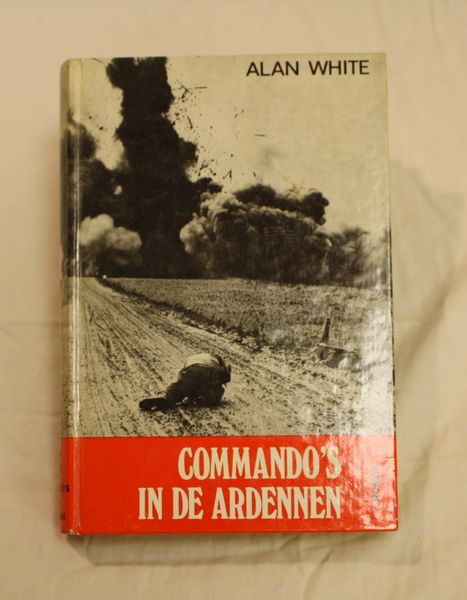 ALAN WHITE
COMMANDO'S
IN DE ARDENNEN